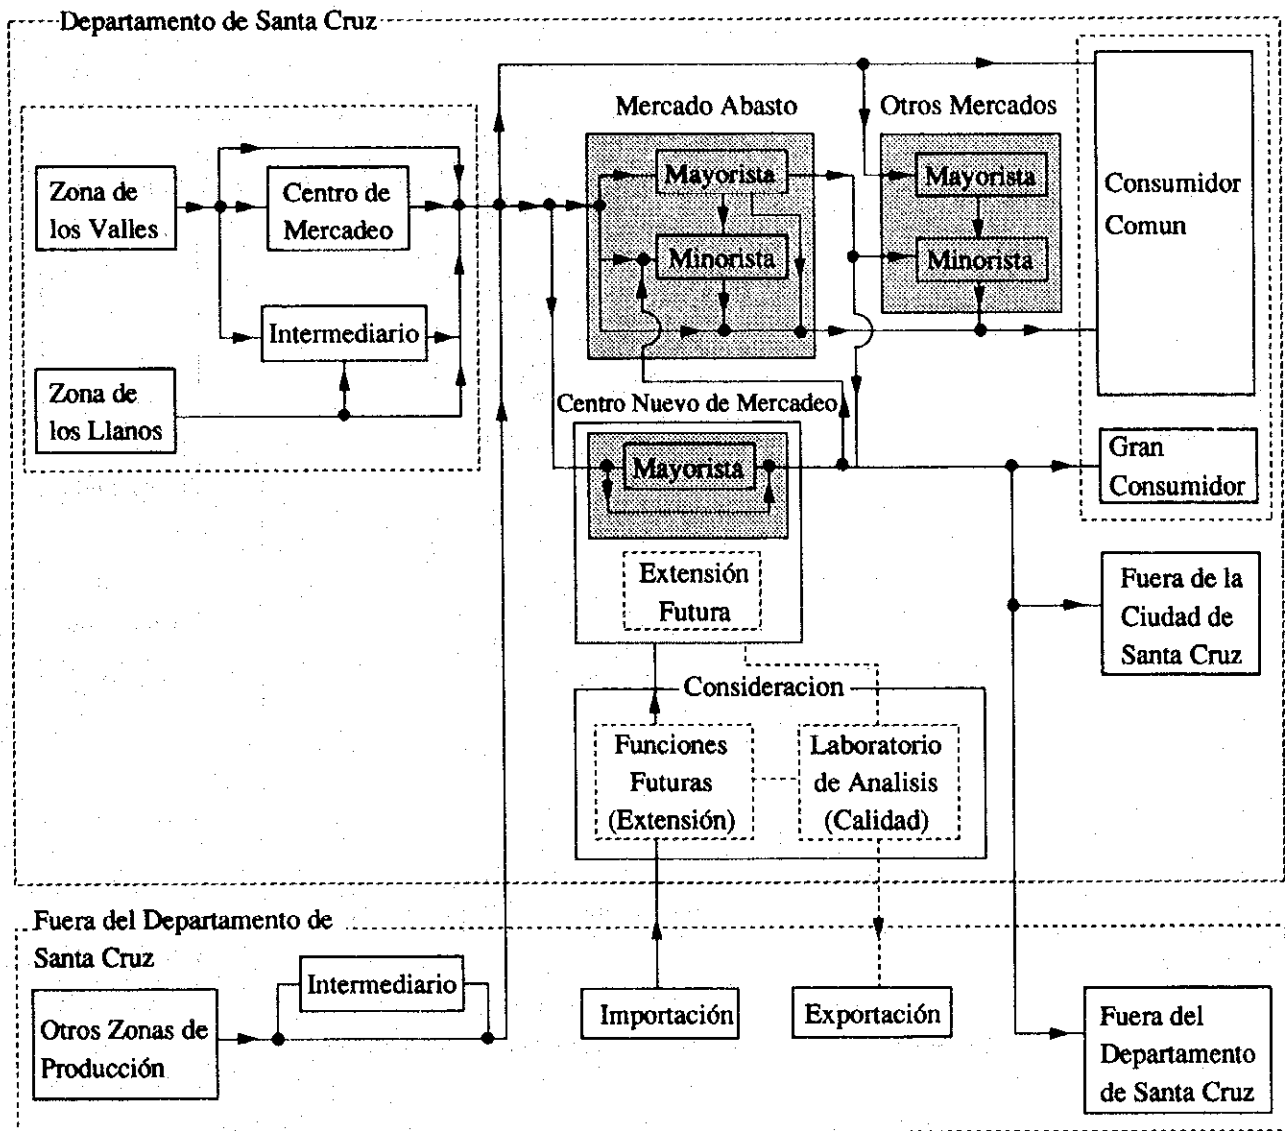 Departamento de Santa Cruz
Mercado Abasto
Otros Mercados
Zona de
los Valles
Centro de
Mercadeo
Mayorista
Minorista
Mayorista
Minorista
Consumidor
Comun
Intermediario
Zona de
los Llanos
Centro Nuevo de Mercadeo
Mayorista
Gran
Consumidor
Extensión
Futura
Fuera de la
Ciudad de
Santa Cruz
Consideracion
Funciones
Futuras
(Extensión)
Laboratorio
de Analisis
(Calidad)
Fuera del Departamento de
Santa Cruz
Intermediario
Otros Zonas de
Producción
Importación
Exportación
Fuera del
Departamento
de Santa Cruz